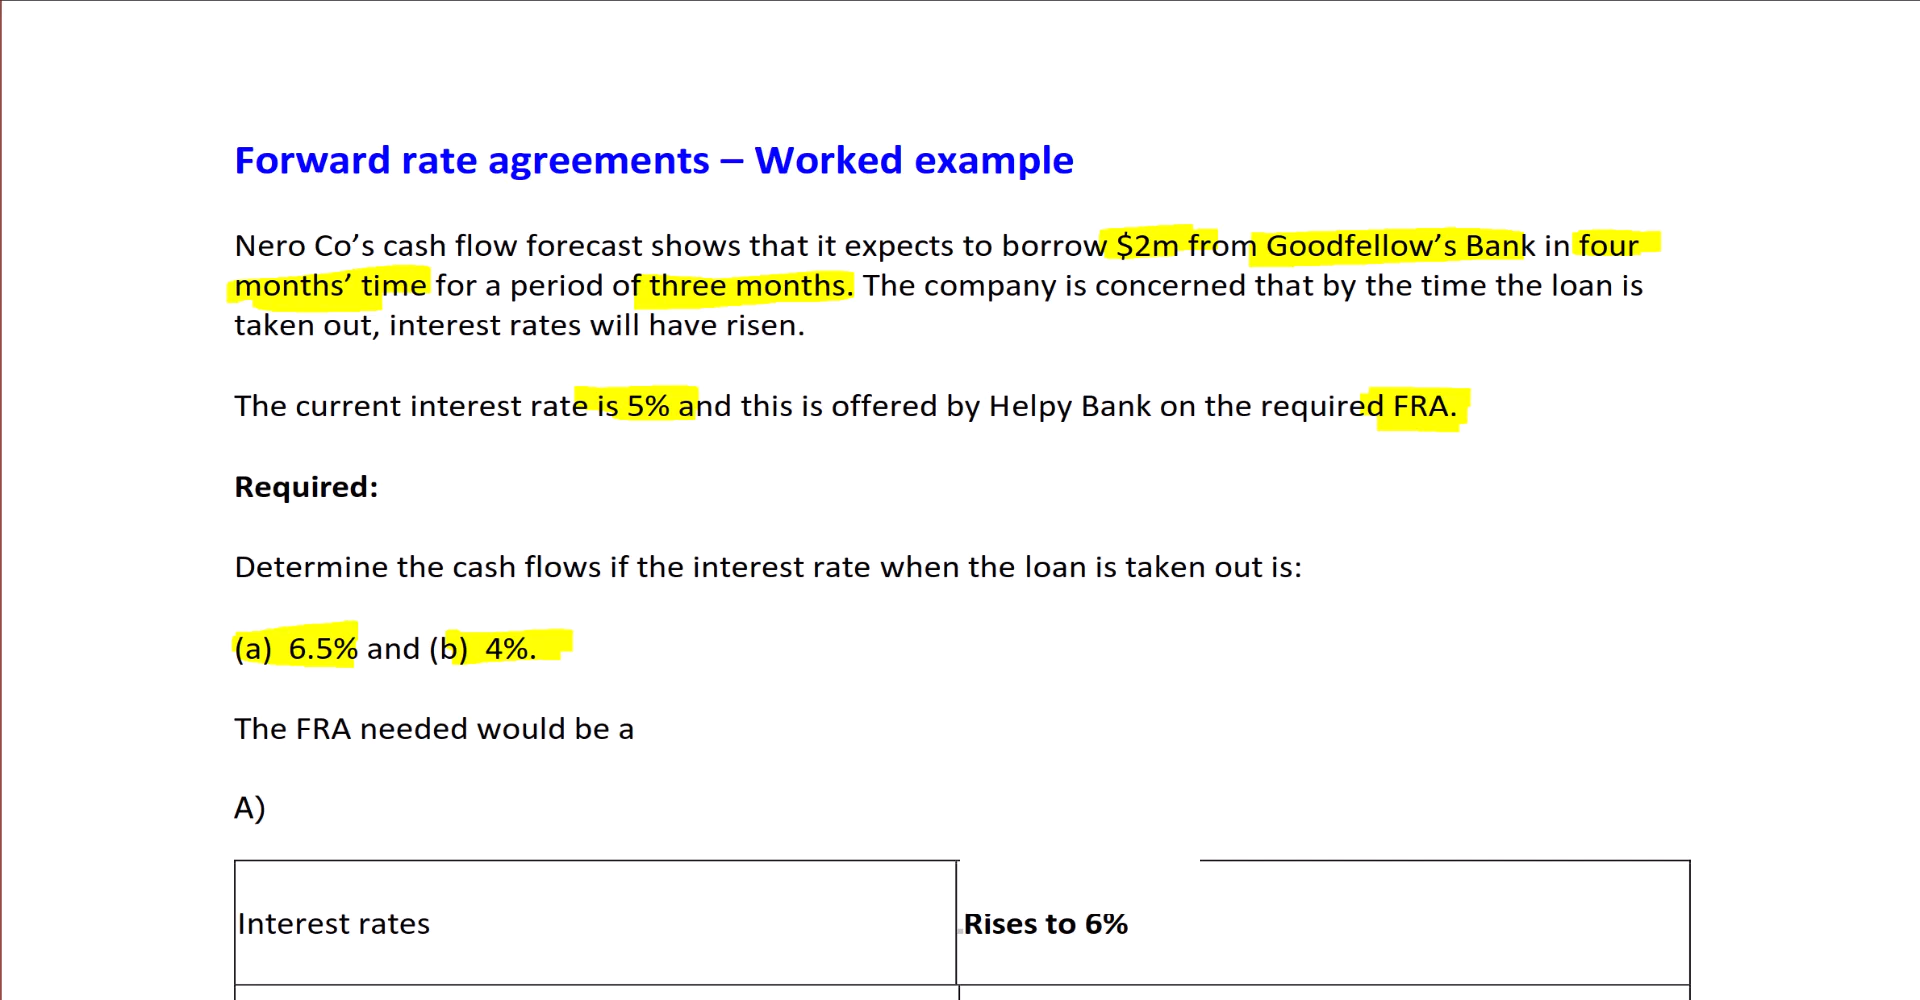 Forward rate agreements – Worked example
Nero Co’s cash flow forecast shows that it expects to borrow $2m from Goodfellow’s Bank in four
months’ time for a period of three months. The company is concerned that by the time the loan is
taken out, interest rates will have risen.
The current interest rate is 5% and this is offered by Helpy Bank on the required FRA.
Required:
Determine the cash flows if the interest rate when the loan is taken out is:
(a) 6.5% and (b) 4%.
The FRA needed would be a
A)
Interest rates
Rises to 6%